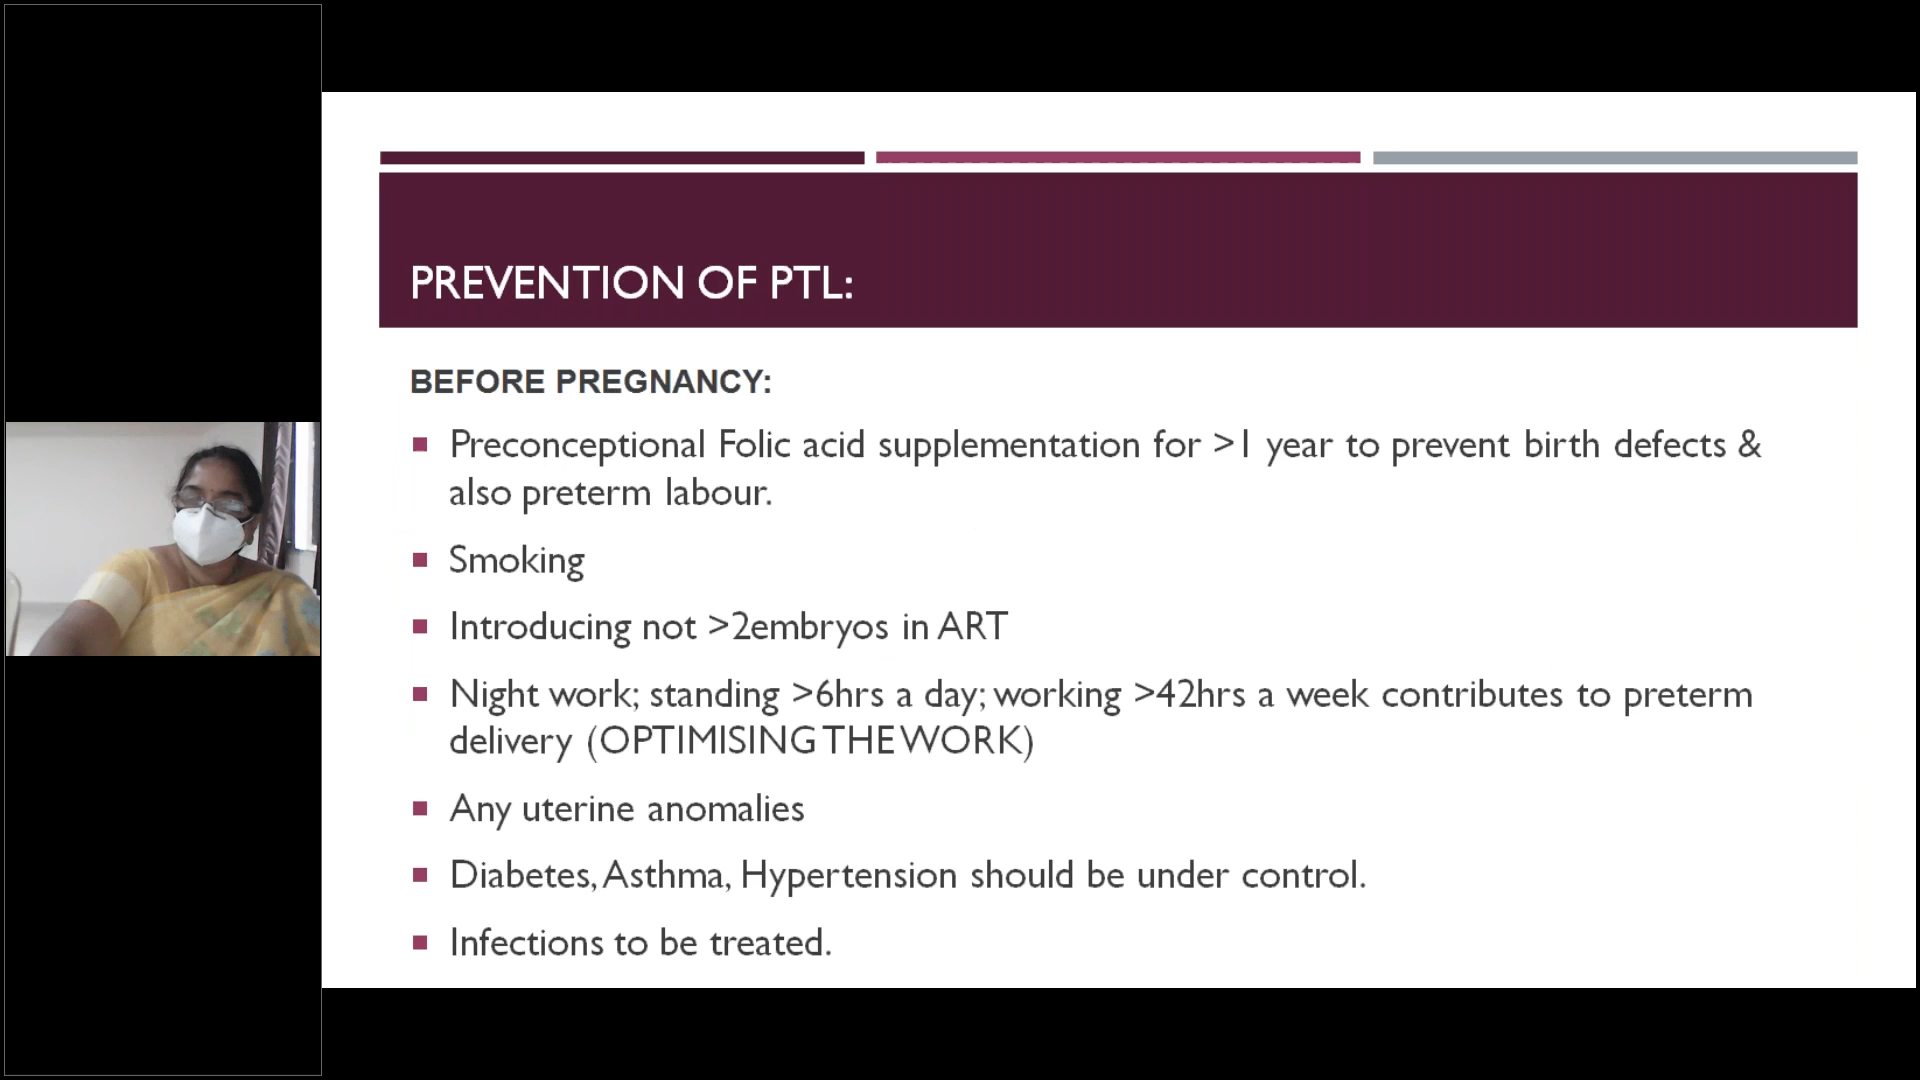 PREVENTION OF PTL:
BEFORE PREGNANCY:
Preconceptional Folic acid supplementation for >1 year to prevent birth defects &
also preterm labour.
Smoking
Introducing not >2embryos in ART
Night work; standing >6hrs a day; working >42hrs a week contributes to preterm
delivery (OPTIMISING THE WORK)
Any uterine anomalies
Diabetes, Asthma, Hypertension should be under control.
Infections to be treated.